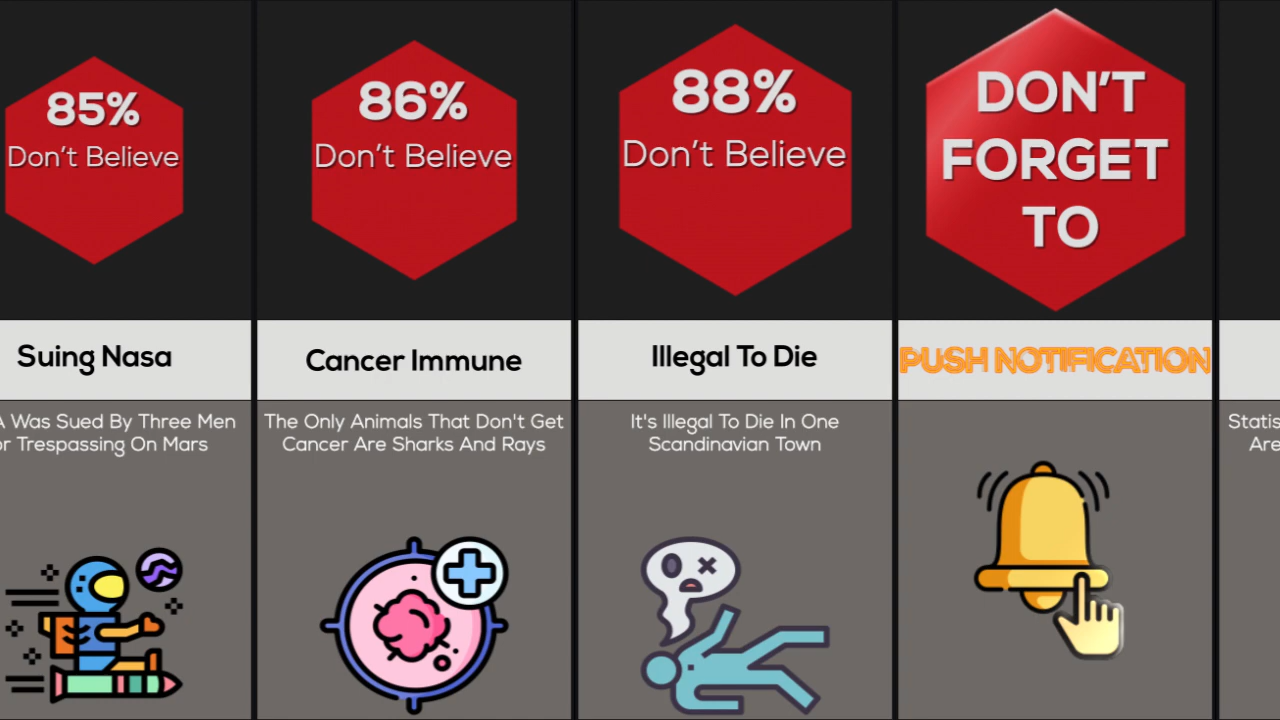 85%
Don't Believe
Suing Nasa
A Was Sued By Three Men
or Trespassing On Mars
86%
Don't Believe
Cancer Immune
The Only Animals That Don't Get
Cancer Are Sharks And Rays
88%
Don't Believe
Illegal To Die
It's Illegal To Die In One
Scandinavian Town
DON'T
FORGET
TO
PUSH NOTIFICATION
Statis
Are